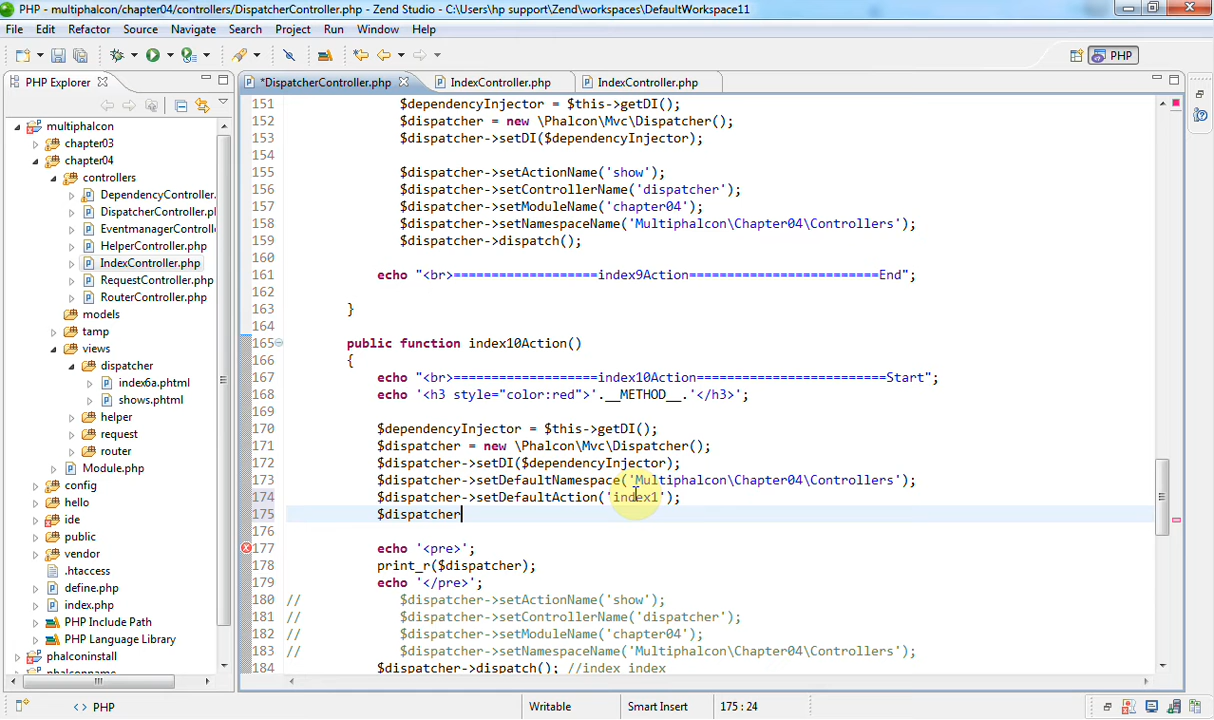 PHP - multiphalcon/chapter04/controllers/DispatcherController.php - Zend Studio - C:\Users\hp support\Zend\workspaces\DefaultWorkspace11
File Edit Refactor Source Navigate Search Project Run Window Help
PHP
PHP Explorer
*DispatcherController.php IndexController.php IndexController.php
multiphalcon
chapter03
chapter04
controllers
DependencyController.
DispatcherController.pl
EventmanagerControll
HelperController.php
IndexController.php
RequestController.php
RouterController.php
models
tamp
views
dispatcher
index6a.phtml
shows.phtml
helper
request
router
Module.php
config
hello
ide
public
vendor
.htaccess
define.php
index.php
PHP Include Path
PHP Language Library
phalconinstall
phalconname
151 $dependencyInjector = $this->getDI();
152 $dispatcher = new \Phalcon\Mvc\Dispatcher();
153 $dispatcher->setDI($dependencyInjector);
154
155 $dispatcher->setActionName('show');
156 $dispatcher->setControllerName('dispatcher');
157 $dispatcher->setModuleName('chapter04');
158 $dispatcher->setNamespaceName('Multiphalcon\Chapter04\Controllers');
159 $dispatcher->dispatch();
160
161 echo "<br>===================index9Action=========================End";
162
163 }
164
165 public function index10Action()
166 {
167 echo "<br>===================index10Action=========================Start";
168 echo '<h3 style="color:red">'.__METHOD__.'</h3>';
169
170 $dependencyInjector = $this->getDI();
171 $dispatcher = new \Phalcon\Mvc\Dispatcher();
172 $dispatcher->setDI($dependencyInjector);
173 $dispatcher->setDefaultNamespace('Multiphalcon\Chapter04\Controllers');
174 $dispatcher->setDefaultAction('index1');
175 $dispatcher
176
177 echo '<pre>';
178 print_r($dispatcher);
179 echo '</pre>';
180 // $dispatcher->setActionName('show');
181 // $dispatcher->setControllerName('dispatcher');
182 // $dispatcher->setModuleName('chapter04');
183 // $dispatcher->setNamespaceName('Multiphalcon\Chapter04\Controllers');
184 $dispatcher->dispatch(); //index index
PHP Writable Smart Insert 175 : 24